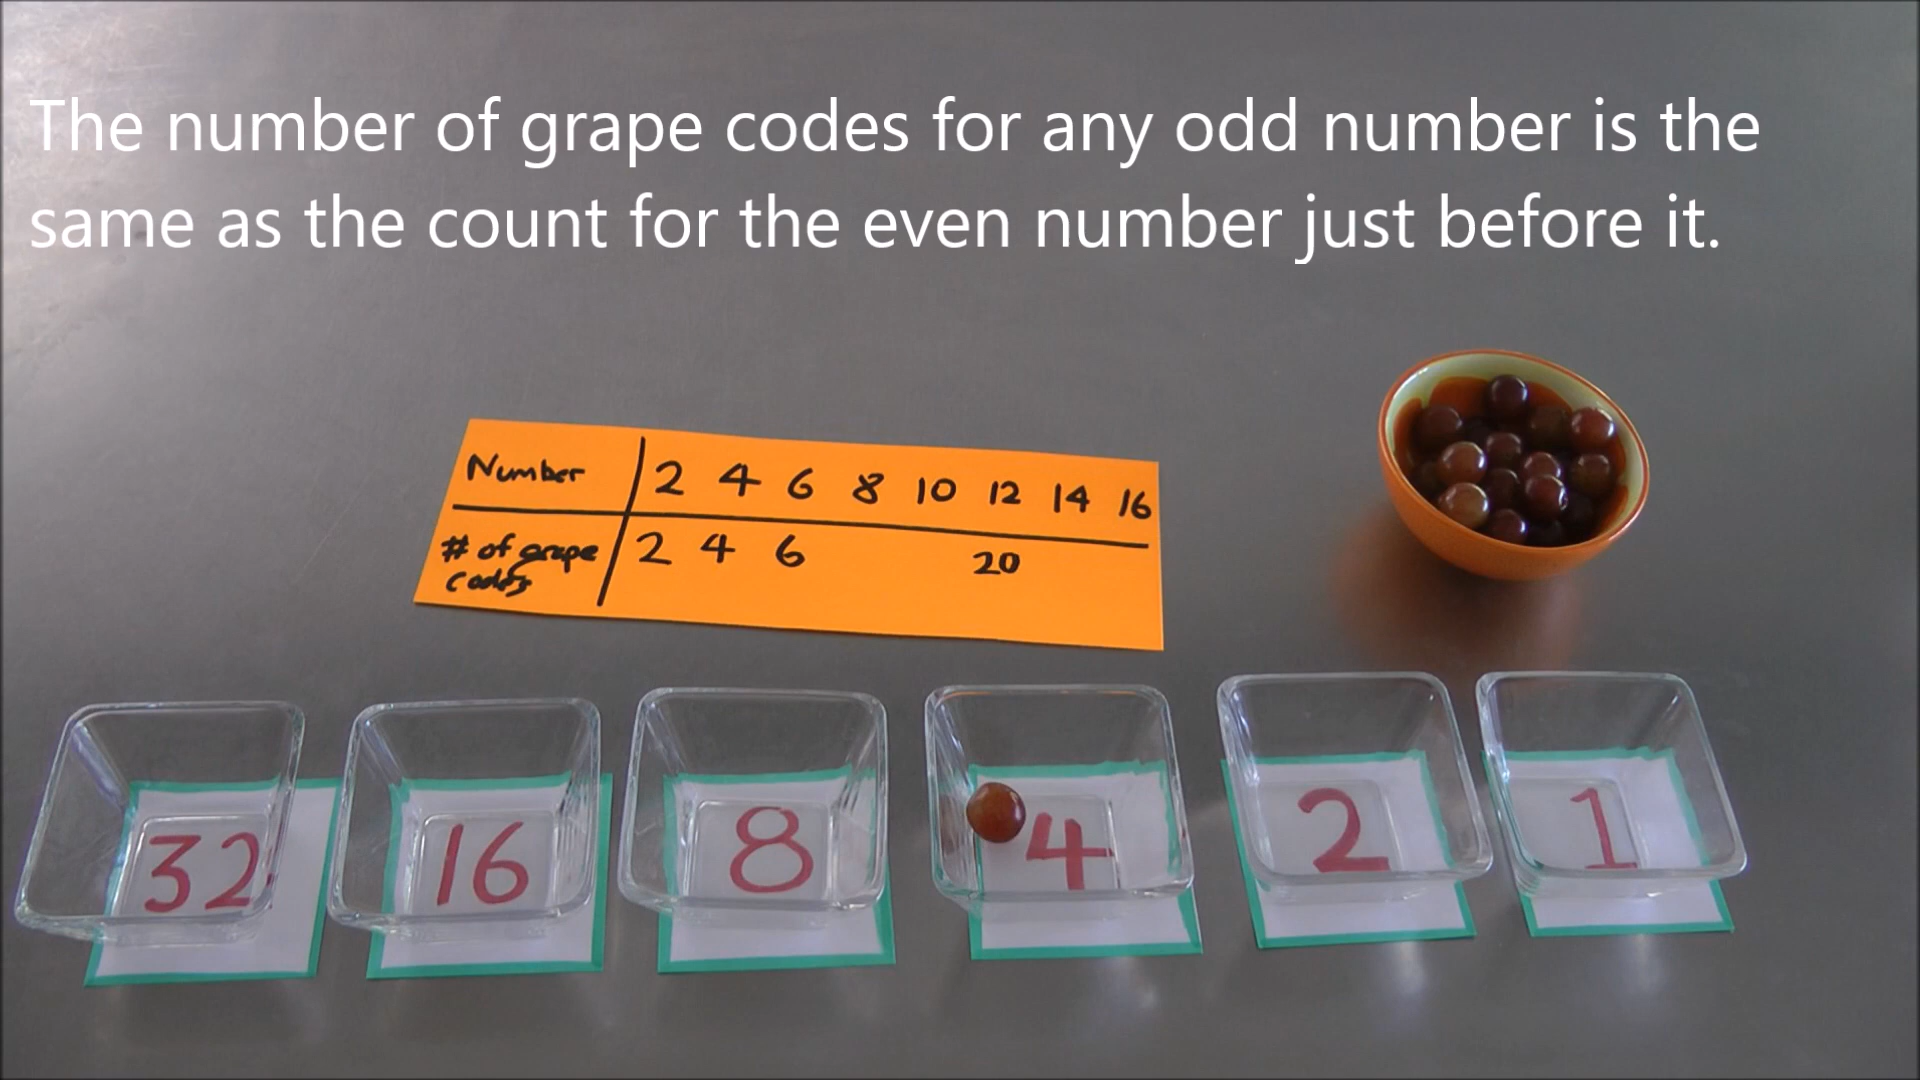 The number of grape codes for any odd number is the
same as the count for the even number just before it.
Number 2 4 6 8 10 12 14 16
# of grape codes 2 4 6 20
32 16 8 4 2 1